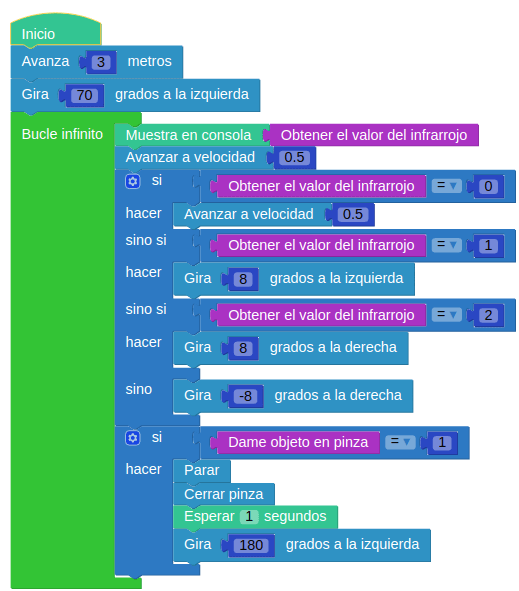 Inicio
Avanza 3 metros
Gira 70 grados a la izquierda
Bucle infinito Muestra en consola Obtener el valor del infrarrojo
Avanzar a velocidad 0.5
si Obtener el valor del infrarrojo = ▾ 0
hacer Avanzar a velocidad 0.5
sino si Obtener el valor del infrarrojo = ▾ 1
hacer Gira 8 grados a la izquierda
sino si Obtener el valor del infrarrojo = ▾ 2
hacer Gira 8 grados a la derecha
sino Gira -8 grados a la derecha
si Dame objeto en pinza = ▾ 1
hacer Parar
Cerrar pinza
Esperar 1 segundos
Gira 180 grados a la izquierda